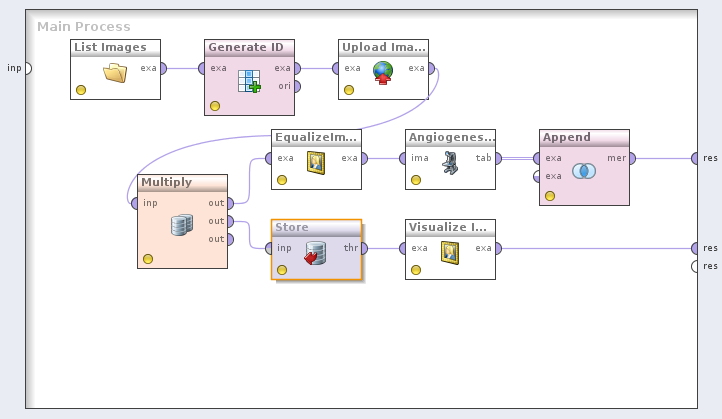 Main Process
List Images
Generate ID
Upload Ima...
inp
exa
exa
exa
exa
exa
ori
EqualizeIm...
Angiogenes...
Append
exa
exa
ima
tab
exa
mer
res
exa
Multiply
inp
out
out
out
Store
Visualize I...
inp
thr
exa
exa
res
res